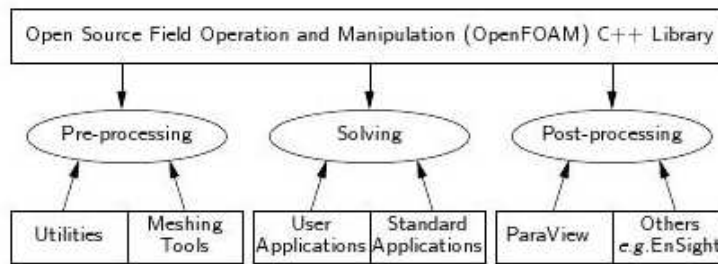 Open Source Field Operation and Manipulation (OpenFOAM) C++ Library
Pre-processing
Solving
Post-processing
Utilities
Meshing
Tools
User
Applications
Standard
Applications
ParaView
Others
e.g.EnSight